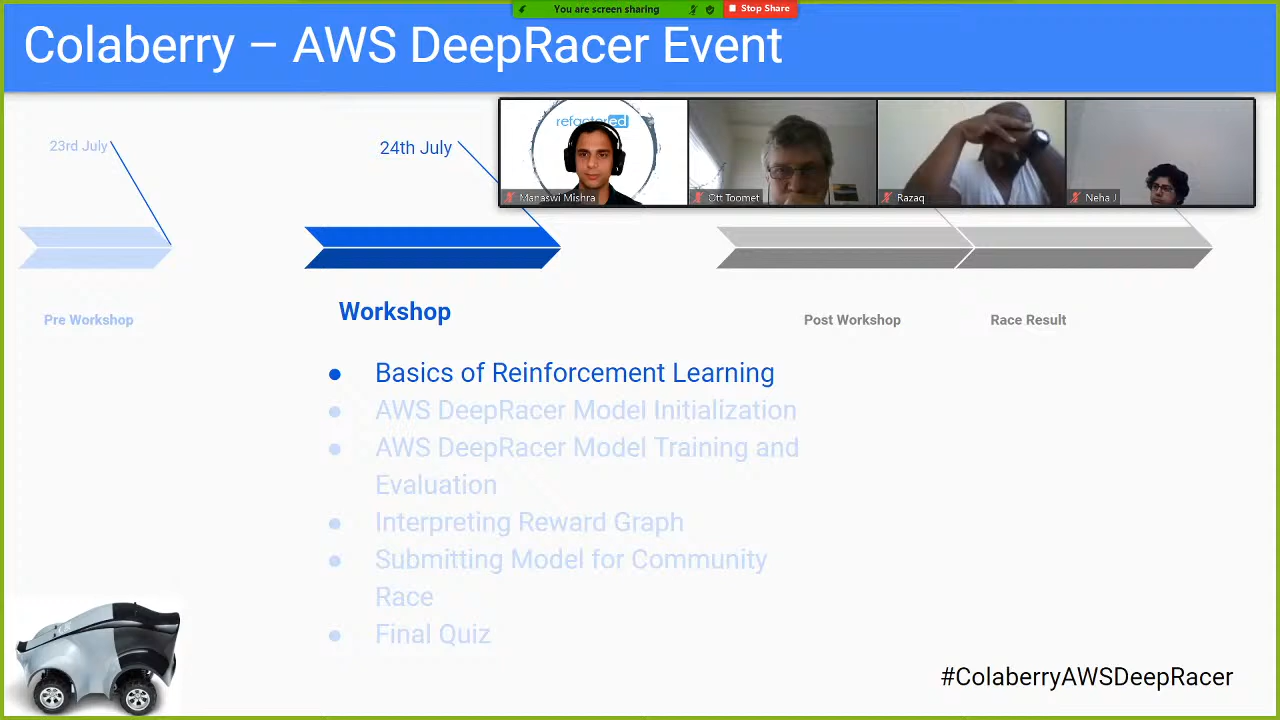 You are screen sharing
Stop Share
Colaberry – AWS DeepRacer Event
23rd July
24th July
refactored
Manaswi Mishra
Ott Toomet
Razaq
Neha J
Pre Workshop
Workshop
Post Workshop
Race Result
● Basics of Reinforcement Learning
● AWS DeepRacer Model Initialization
● AWS DeepRacer Model Training and
Evaluation
● Interpreting Reward Graph
● Submitting Model for Community
Race
● Final Quiz
#ColaberryAWSDeepRacer